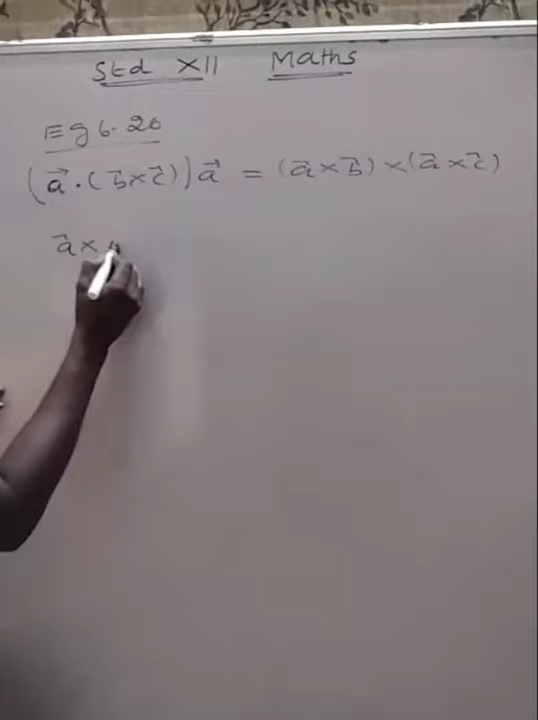 Std XII Maths
Eg 6.20
(a⃗ . (b⃗ × c⃗)) a⃗ = (a⃗ × b⃗) × (a⃗ × c⃗)
a⃗ ×